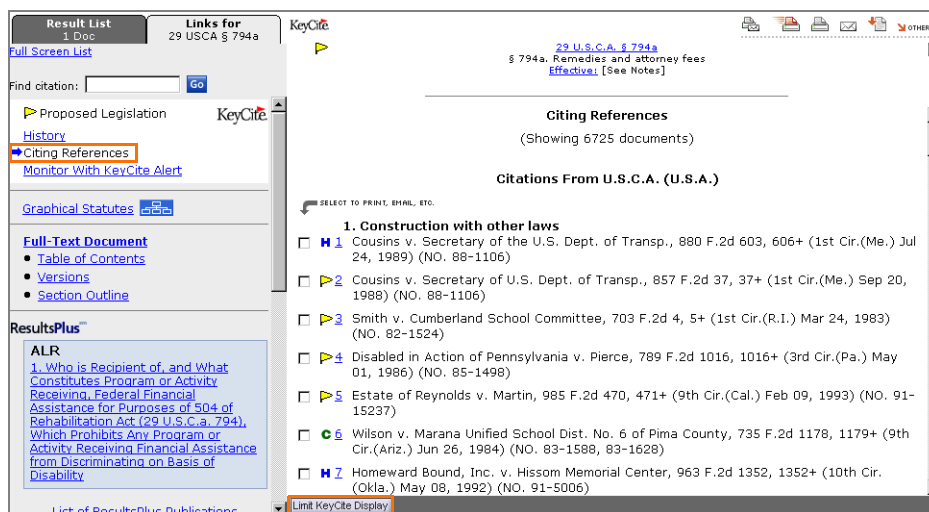 Result List
1 Doc
Links for
29 USCA § 794a
Full Screen List
Find citation:
Go
Proposed Legislation
KeyCite
History
Citing References
Monitor With KeyCite Alert
Graphical Statutes
Full-Text Document
Table of Contents
Versions
Section Outline
ResultsPlus™
ALR
1. Who is Recipient of, and What
Constitutes Program or Activity
Receiving, Federal Financial
Assistance for Purposes of 504 of
Rehabilitation Act (29 U.S.C.a. 794),
Which Prohibits Any Program or
Activity Receiving Financial Assistance
from Discriminating on Basis of
Disability
List of ResultsPlus Publications
KeyCite
OTHER
29 U.S.C.A. § 794a
§ 794a. Remedies and attorney fees
Effective: [See Notes]
Citing References
(Showing 6725 documents)
Citations From U.S.C.A. (U.S.A.)
SELECT TO PRINT, EMAIL, ETC.
1. Construction with other laws
H 1 Cousins v. Secretary of the U.S. Dept. of Transp., 880 F.2d 603, 606+ (1st Cir.(Me.) Jul
24, 1989) (NO. 88-1106)
2 Cousins v. Secretary of U.S. Dept. of Transp., 857 F.2d 37, 37+ (1st Cir.(Me.) Sep 20,
1988) (NO. 88-1106)
3 Smith v. Cumberland School Committee, 703 F.2d 4, 5+ (1st Cir.(R.I.) Mar 24, 1983)
(NO. 82-1524)
4 Disabled in Action of Pennsylvania v. Pierce, 789 F.2d 1016, 1016+ (3rd Cir.(Pa.) May
01, 1986) (NO. 85-1498)
5 Estate of Reynolds v. Martin, 985 F.2d 470, 471+ (9th Cir.(Cal.) Feb 09, 1993) (NO. 91-
15237)
C 6 Wilson v. Marana Unified School Dist. No. 6 of Pima County, 735 F.2d 1178, 1179+ (9th
Cir.(Ariz.) Jun 26, 1984) (NO. 83-1588, 83-1628)
H 7 Homeward Bound, Inc. v. Hissom Memorial Center, 963 F.2d 1352, 1352+ (10th Cir.
(Okla.) May 08, 1992) (NO. 91-5006)
Limit KeyCite Display